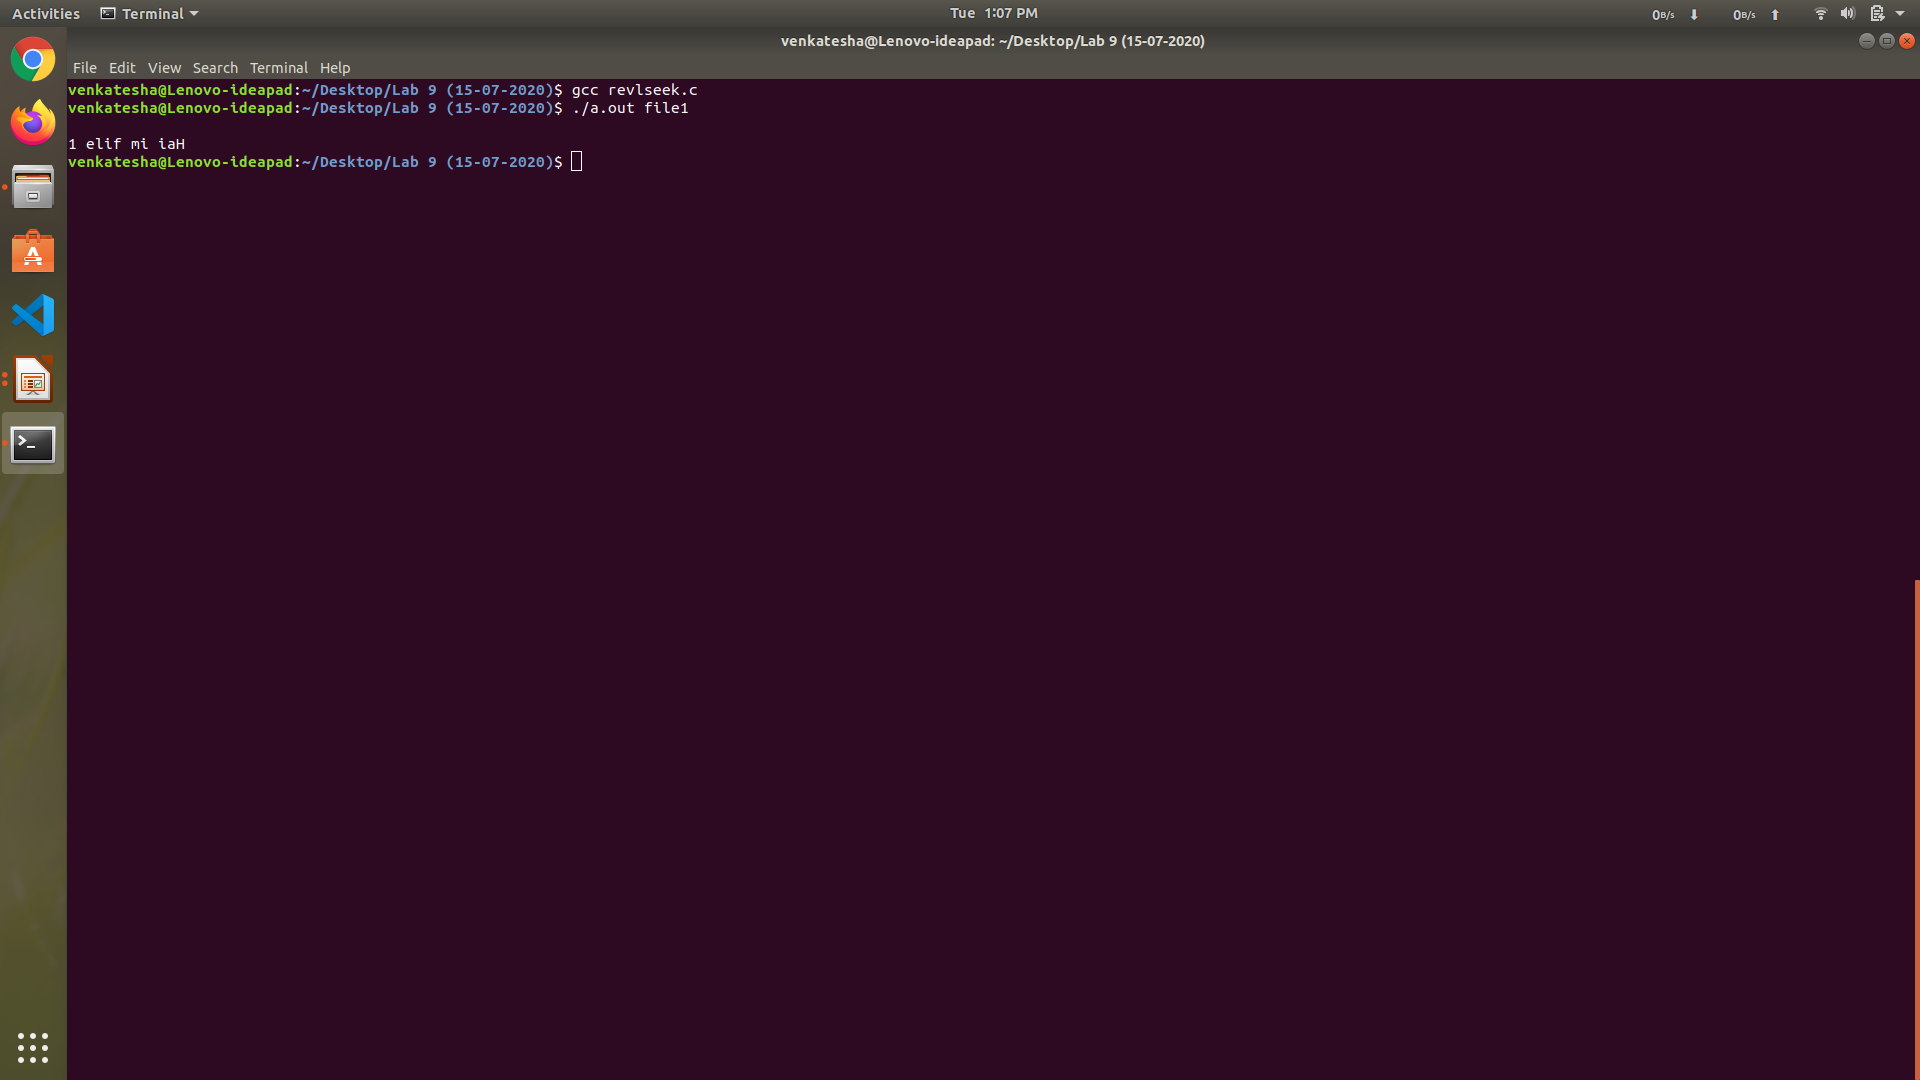 Activities Terminal Tue 1:07 PM 0B/s 0B/s
venkatesha@Lenovo-ideapad: ~/Desktop/Lab 9 (15-07-2020)
File Edit View Search Terminal Help
venkatesha@Lenovo-ideapad:~/Desktop/Lab 9 (15-07-2020)$ gcc revlseek.c
venkatesha@Lenovo-ideapad:~/Desktop/Lab 9 (15-07-2020)$ ./a.out file1
1 elif mi iaH
venkatesha@Lenovo-ideapad:~/Desktop/Lab 9 (15-07-2020)$